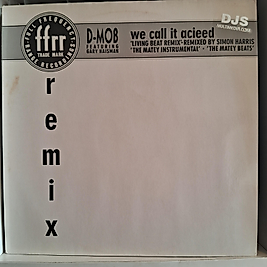 FULL FREQUENCY
ffrr
TRADE MARK
RANGE RECORDINGS
D-MOB
FEATURING
GARY HAISMAN
we call it acieed
'LIVING BEAT REMIX'-REMIXED BY SIMON HARRIS
'THE MATEY INSTRUMENTAL' · 'THE MATEY BEATS'
DJS
remix